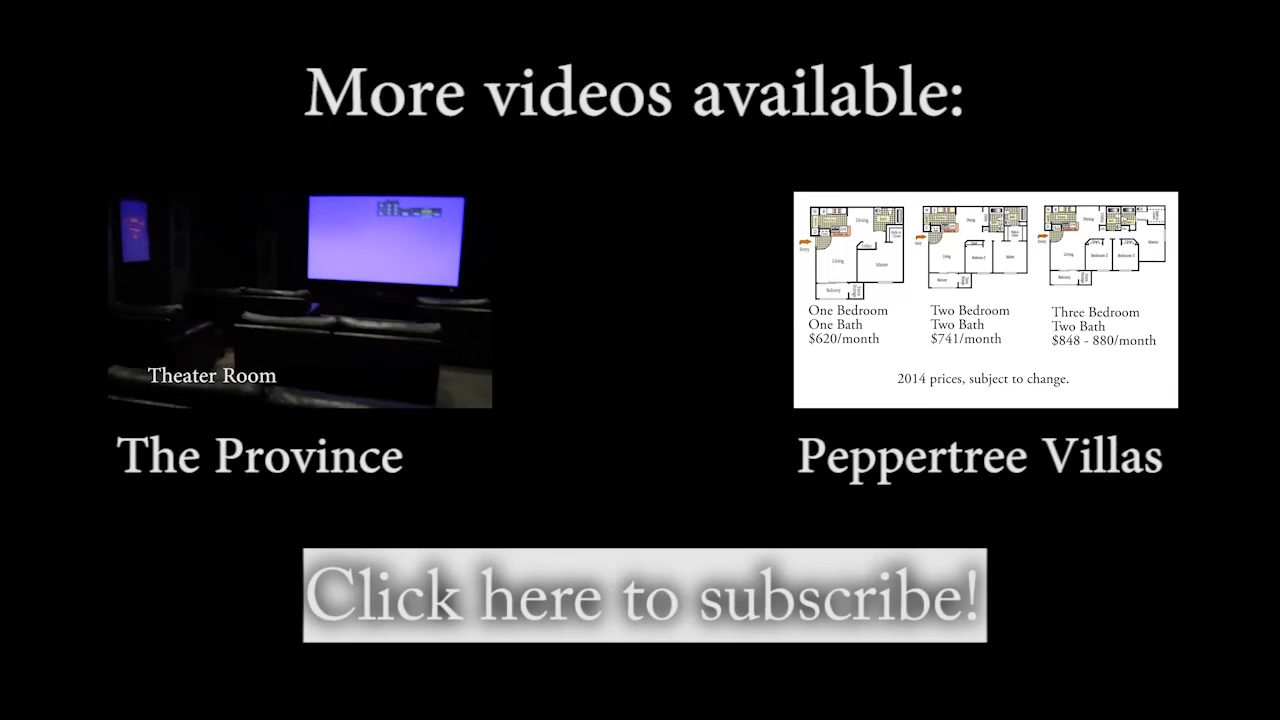 More videos available:
Theater Room
The Province
One Bedroom
One Bath
$620/month
Two Bedroom
Two Bath
$741/month
Three Bedroom
Two Bath
$848 - 880/month
2014 prices, subject to change.
Peppertree Villas
Click here to subscribe!